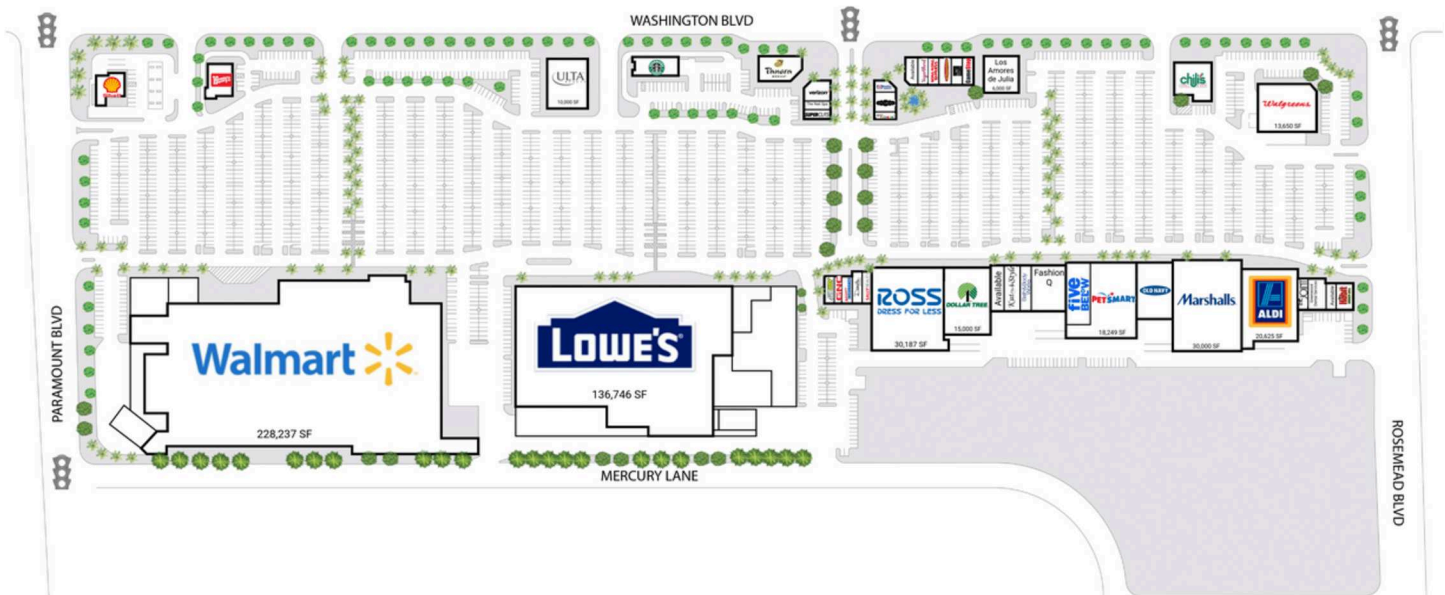 WASHINGTON BLVD
ULTA
10,000 SF
Panera
verizon
Los
Amores
de Julia
6,000 SF
chili's
Walgreens
13,650 SF
PARAMOUNT BLVD
Walmart
228,237 SF
LOWE'S
136,746 SF
ROSS
DRESS FOR LESS
30,187 SF
DOLLAR TREE
15,000 SF
Available
Fashion
Q
five
BEL'W
PETSMART
18,249 SF
OLD NAVY
Marshalls
30,000 SF
ALDI
20,625 SF
MERCURY LANE
ROSEMEAD BLVD